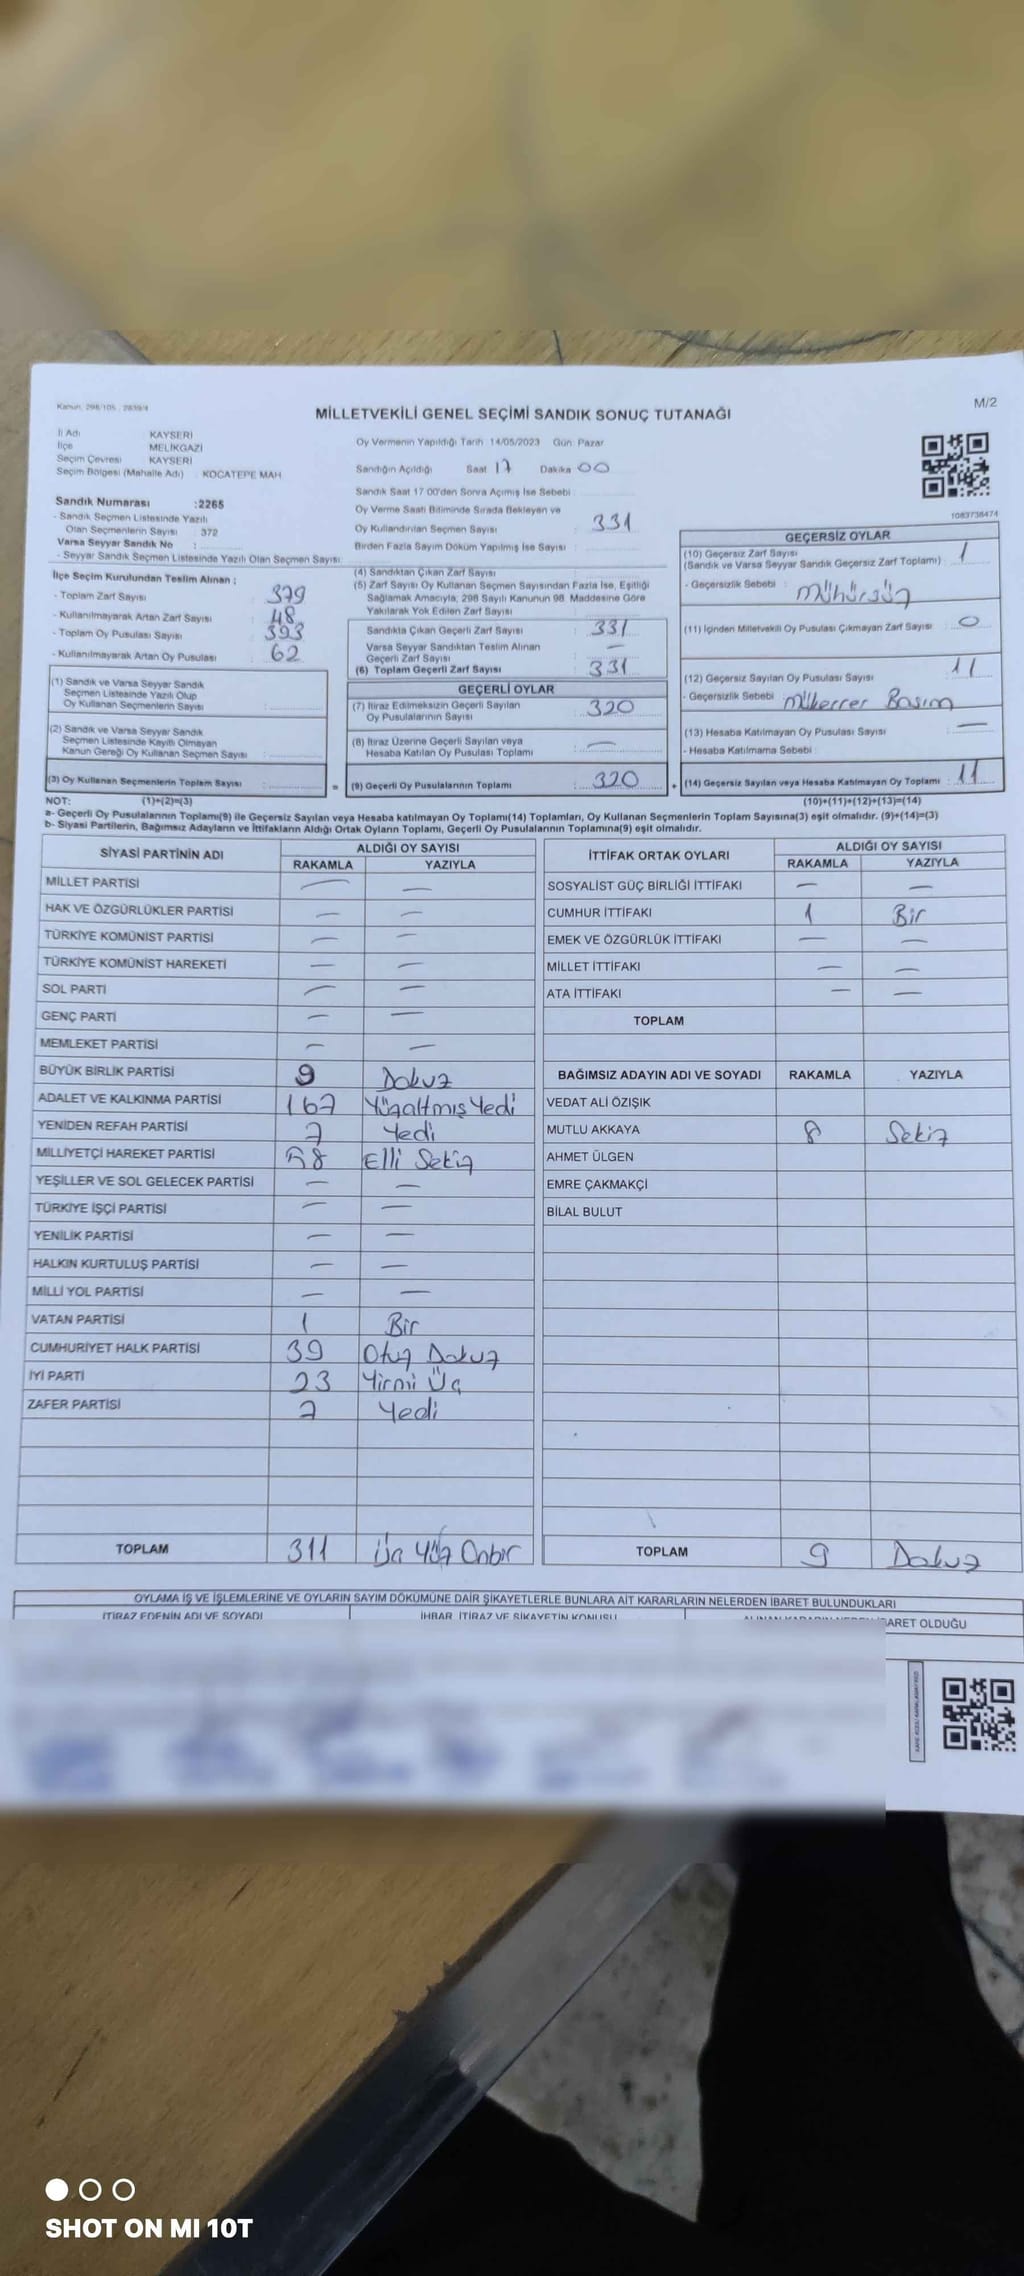 Kanun: 298/105 : 2839/4
MİLLETVEKİLİ GENEL SEÇİMİ SANDIK SONUÇ TUTANAĞI
M/2
İl Adı KAYSERİ
İlçe MELİKGAZİ
Seçim Çevresi KAYSERİ
Seçim Bölgesi (Mahalle Adı) : KOCATEPE MAH
Sandık Numarası :2265
- Sandık Seçmen Listesinde Yazılı
Olan Seçmenlerin Sayısı : 372
Varsa Seyyar Sandık No :
- Seyyar Sandık Seçmen Listesinde Yazılı Olan Seçmen Sayısı:
Oy Vermenin Yapıldığı Tarih 14/05/2023 Gün: Pazar
Sandığın Açıldığı Saat 17 Dakika 00
Sandık Saat 17 00'den Sonra Açımış İse Sebebi :
Oy Verme Saati Bitiminde Sırada Bekleyen ve
Oy Kullandırılan Seçmen Sayısı : 331
Birden Fazla Sayım Döküm Yapılmış İse Sayısı :
1083738474
İlçe Seçim Kurulundan Teslim Alınan ;
- Toplam Zarf Sayısı : 379
- Kullanılmayarak Artan Zarf Sayısı : 48
- Toplam Oy Pusulası Sayısı : 393
- Kullanılmayarak Artan Oy Pusulası : 62
(4) Sandıktan Çıkan Zarf Sayısı :
(5) Zarf Sayısı Oy Kullanan Seçmen Sayısından Fazla İse, Eşitliği
Sağlamak Amacıyla; 298 Sayılı Kanunun 98. Maddesine Göre
Yakılarak Yok Edilen Zarf Sayısı :
Sandıkta Çıkan Geçerli Zarf Sayısı : 331
Varsa Seyyar Sandıktan Teslim Alınan
Geçerli Zarf Sayısı : —
(6) Toplam Geçerli Zarf Sayısı : 331
GEÇERSİZ OYLAR
(10) Geçersiz Zarf Sayısı : 1
(Sandık ve Varsa Seyyar Sandık Geçersiz Zarf Toplamı)
- Geçersizlik Sebebi : mühürsüz
(11) İçinden Milletvekili Oy Pusulası Çıkmayan Zarf Sayısı : 0
(12) Geçersiz Sayılan Oy Pusulası Sayısı : 11
- Geçersizlik Sebebi : mükerrer Basım
(13) Hesaba Katılmayan Oy Pusulası Sayısı : —
- Hesaba Katılmama Sebebi :
(14) Geçersiz Sayılan veya Hesaba Katılmayan Oy Toplamı : 11
(1) Sandık ve Varsa Seyyar Sandık
Seçmen Listesinde Yazılı Olup
Oy Kullanan Seçmenlerin Sayısı :
(2) Sandık ve Varsa Seyyar Sandık
Seçmen Listesinde Kayıtlı Olmayan
Kanun Gereği Oy Kullanan Seçmen Sayısı :
(3) Oy Kullanan Seçmenlerin Toplam Sayısı :
GEÇERLİ OYLAR
(7) İtiraz Edilmeksizin Geçerli Sayılan
Oy Pusulalarının Sayısı : 320
(8) İtiraz Üzerine Geçerli Sayılan veya
Hesaba Katılan Oy Pusulası Toplamı : —
= (9) Geçerli Oy Pusulalarının Toplamı : 320 +
NOT: (1)+(2)=(3) (10)+(11)+(12)+(13)=(14)
a- Geçerli Oy Pusulalarının Toplamı(9) ile Geçersiz Sayılan veya Hesaba katılmayan Oy Toplamı(14) Toplamları, Oy Kullanan Seçmenlerin Toplam Sayısına(3) eşit olmalıdır. (9)+(14)=(3)
b- Siyasi Partilerin, Bağımsız Adayların ve İttifakların Aldığı Ortak Oyların Toplamı, Geçerli Oy Pusulalarının Toplamına(9) eşit olmalıdır.
SİYASİ PARTİNİN ADI ALDIĞI OY SAYISI
RAKAMLA YAZIYLA
MİLLET PARTİSİ — —
HAK VE ÖZGÜRLÜKLER PARTİSİ — —
TÜRKİYE KOMÜNİST PARTİSİ — —
TÜRKİYE KOMÜNİST HAREKETİ — —
SOL PARTİ — —
GENÇ PARTİ — —
MEMLEKET PARTİSİ — —
BÜYÜK BİRLİK PARTİSİ 9 Dokuz
ADALET VE KALKINMA PARTİSİ 167 Yüzaltmış Yedi
YENİDEN REFAH PARTİSİ 7 Yedi
MİLLİYETÇİ HAREKET PARTİSİ 58 Elli Sekiz
YEŞİLLER VE SOL GELECEK PARTİSİ — —
TÜRKİYE İŞÇİ PARTİSİ — —
YENİLİK PARTİSİ — —
HALKIN KURTULUŞ PARTİSİ — —
MİLLİ YOL PARTİSİ — —
VATAN PARTİSİ 1 Bir
CUMHURİYET HALK PARTİSİ 39 Otuz Dokuz
İYİ PARTİ 23 Yirmi Üç
ZAFER PARTİSİ 7 Yedi
TOPLAM 311 Üç Yüz Onbir
İTTİFAK ORTAK OYLARI ALDIĞI OY SAYISI
RAKAMLA YAZIYLA
SOSYALİST GÜÇ BİRLİĞİ İTTİFAKI — —
CUMHUR İTTİFAKI 1 Bir
EMEK VE ÖZGÜRLÜK İTTİFAKI — —
MİLLET İTTİFAKI — —
ATA İTTİFAKI — —
TOPLAM
BAĞIMSIZ ADAYIN ADI VE SOYADI RAKAMLA YAZIYLA
VEDAT ALİ ÖZIŞIK
MUTLU AKKAYA 8 Sekiz
AHMET ÜLGEN
EMRE ÇAKMAKÇİ
BİLAL BULUT
TOPLAM 9 Dokuz
OYLAMA İŞ VE İŞLEMLERİNE VE OYLARIN SAYIM DÖKÜMÜNE DAİR ŞİKAYETLERLE BUNLARA AİT KARARLARIN NELERDEN İBARET BULUNDUKLARI
İTİRAZ EDENİN ADI VE SOYADI İHBAR, İTİRAZ VE ŞİKAYETİN KONUSU İBARET OLDUĞU
SHOT ON MI 10T